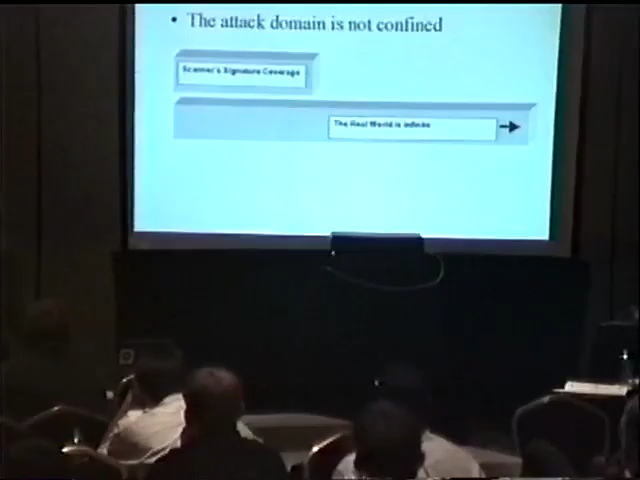 • The attack domain is not confined
Scanner's Signature Coverage
The Real World is Infinite